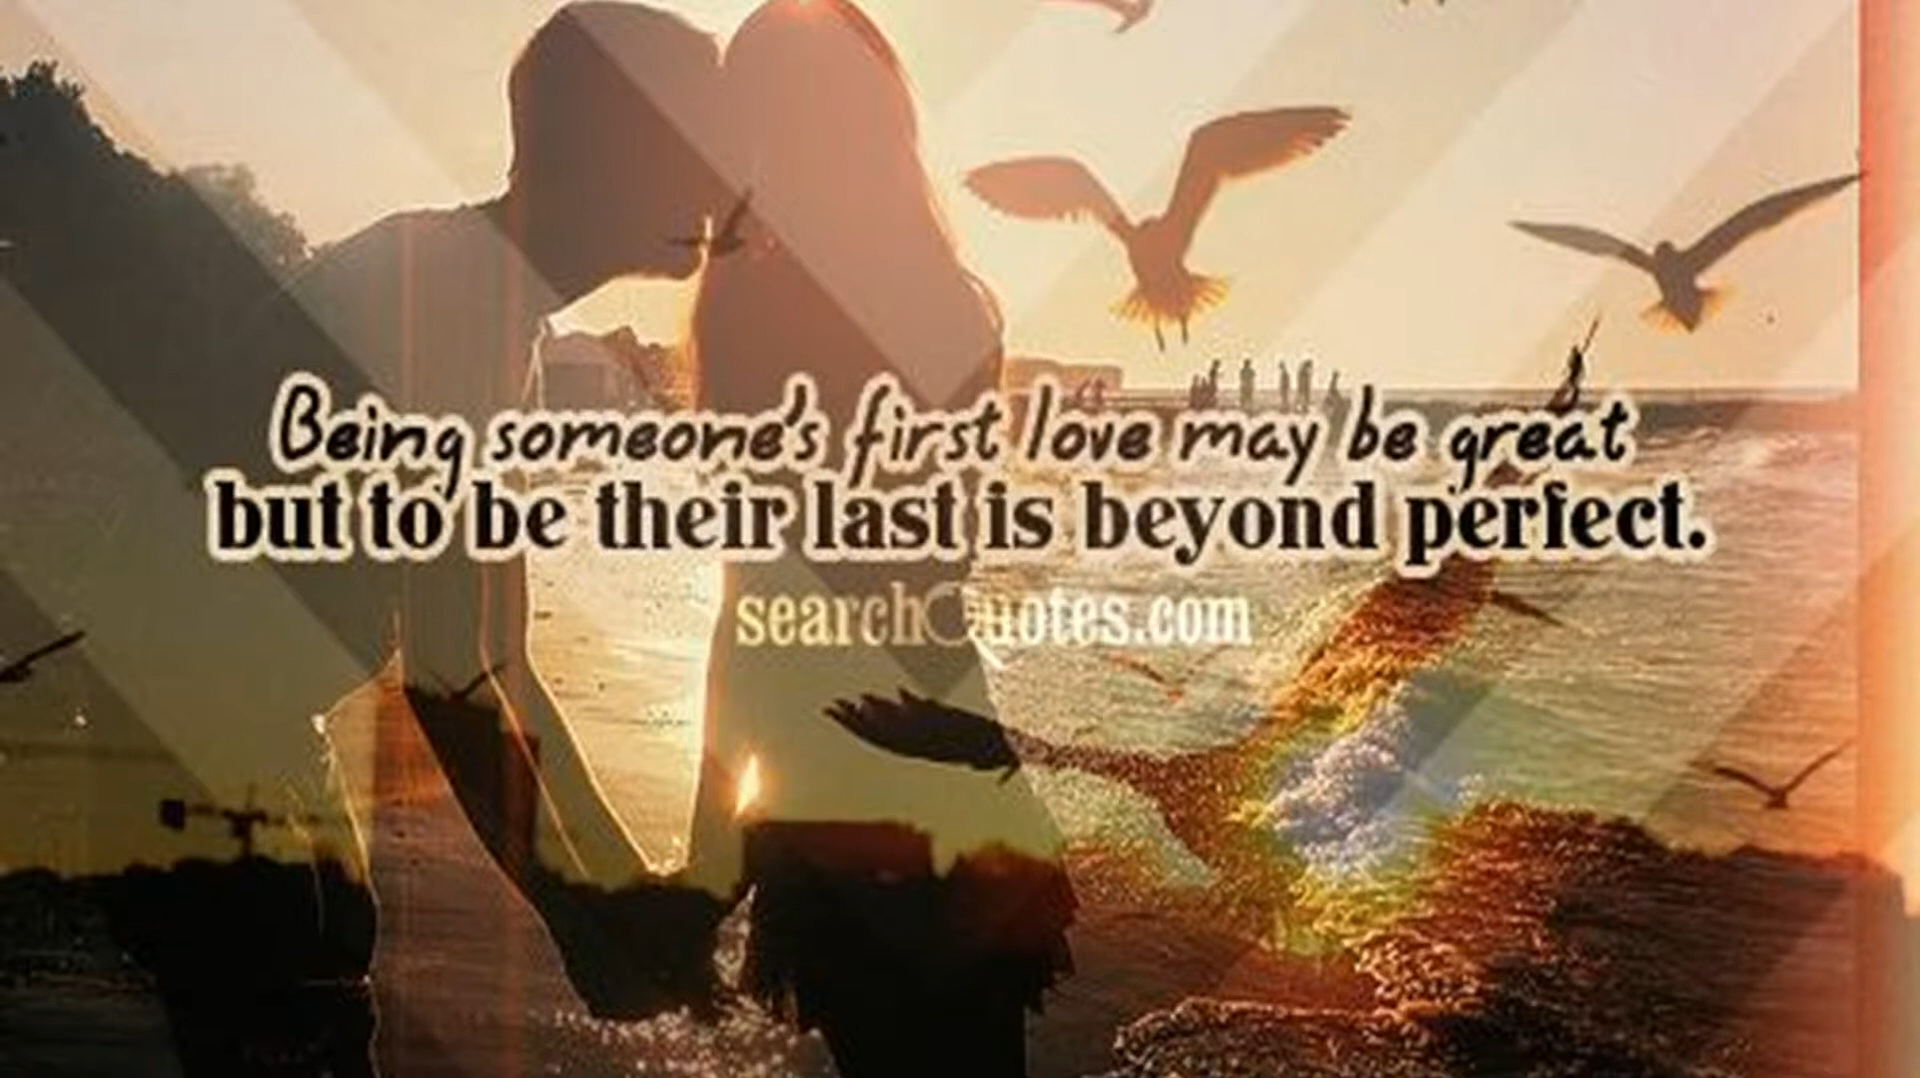 Being someone's first love may be great
but to be their last is beyond perfect.
searchQuotes.com